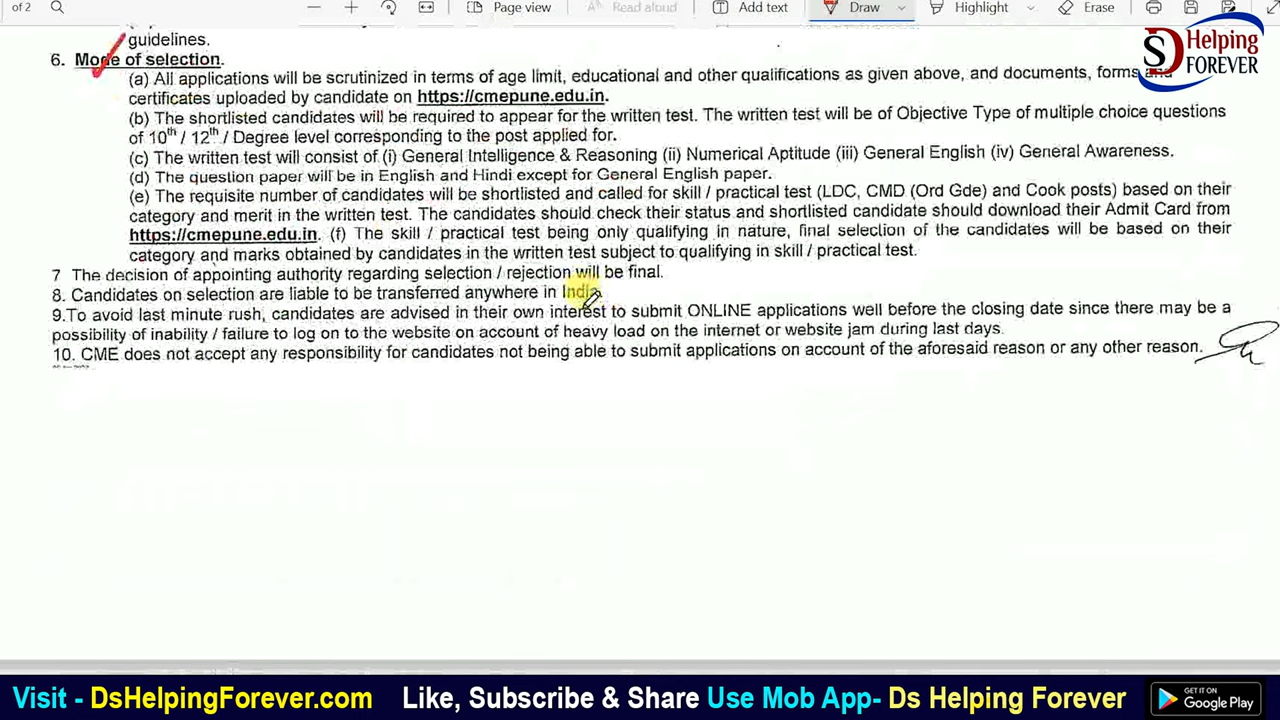 of 2
Page view
Read aloud
Add text
Draw
Highlight
Erase
DS Helping
FOREVER
guidelines.
6. Mode of selection.
(a) All applications will be scrutinized in terms of age limit, educational and other qualifications as given above, and documents, forms and
certificates uploaded by candidate on https://cmepune.edu.in.
(b) The shortlisted candidates will be required to appear for the written test. The written test will be of Objective Type of multiple choice questions
of 10th / 12th / Degree level corresponding to the post applied for.
(c) The written test will consist of (i) General Intelligence & Reasoning (ii) Numerical Aptitude (iii) General English (iv) General Awareness.
(d) The question paper will be in English and Hindi except for General English paper.
(e) The requisite number of candidates will be shortlisted and called for skill / practical test (LDC, CMD (Ord Gde) and Cook posts) based on their
category and merit in the written test. The candidates should check their status and shortlisted candidate should download their Admit Card from
https://cmepune.edu.in. (f) The skill / practical test being only qualifying in nature, final selection of the candidates will be based on their
category and marks obtained by candidates in the written test subject to qualifying in skill / practical test.
7 The decision of appointing authority regarding selection / rejection will be final.
8. Candidates on selection are liable to be transferred anywhere in India
9.To avoid last minute rush, candidates are advised in their own interest to submit ONLINE applications well before the closing date since there may be a
possibility of inability / failure to log on to the website on account of heavy load on the internet or website jam during last days.
10. CME does not accept any responsibility for candidates not being able to submit applications on account of the aforesaid reason or any other reason.
Visit - DsHelpingForever.com Like, Subscribe & Share Use Mob App- Ds Helping Forever
GET IT ON
Google Play